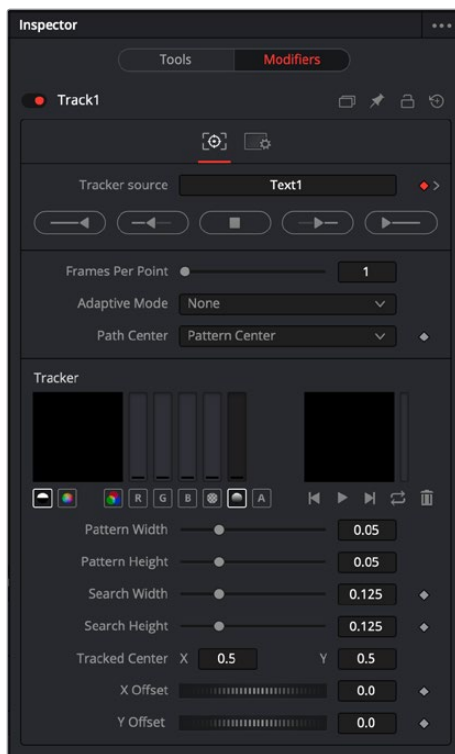 Inspector
Tools Modifiers
Track1
Tracker source Text1
Frames Per Point 1
Adaptive Mode None
Path Center Pattern Center
Tracker
R G B A
Pattern Width 0.05
Pattern Height 0.05
Search Width 0.125
Search Height 0.125
Tracked Center X 0.5 Y 0.5
X Offset 0.0
Y Offset 0.0